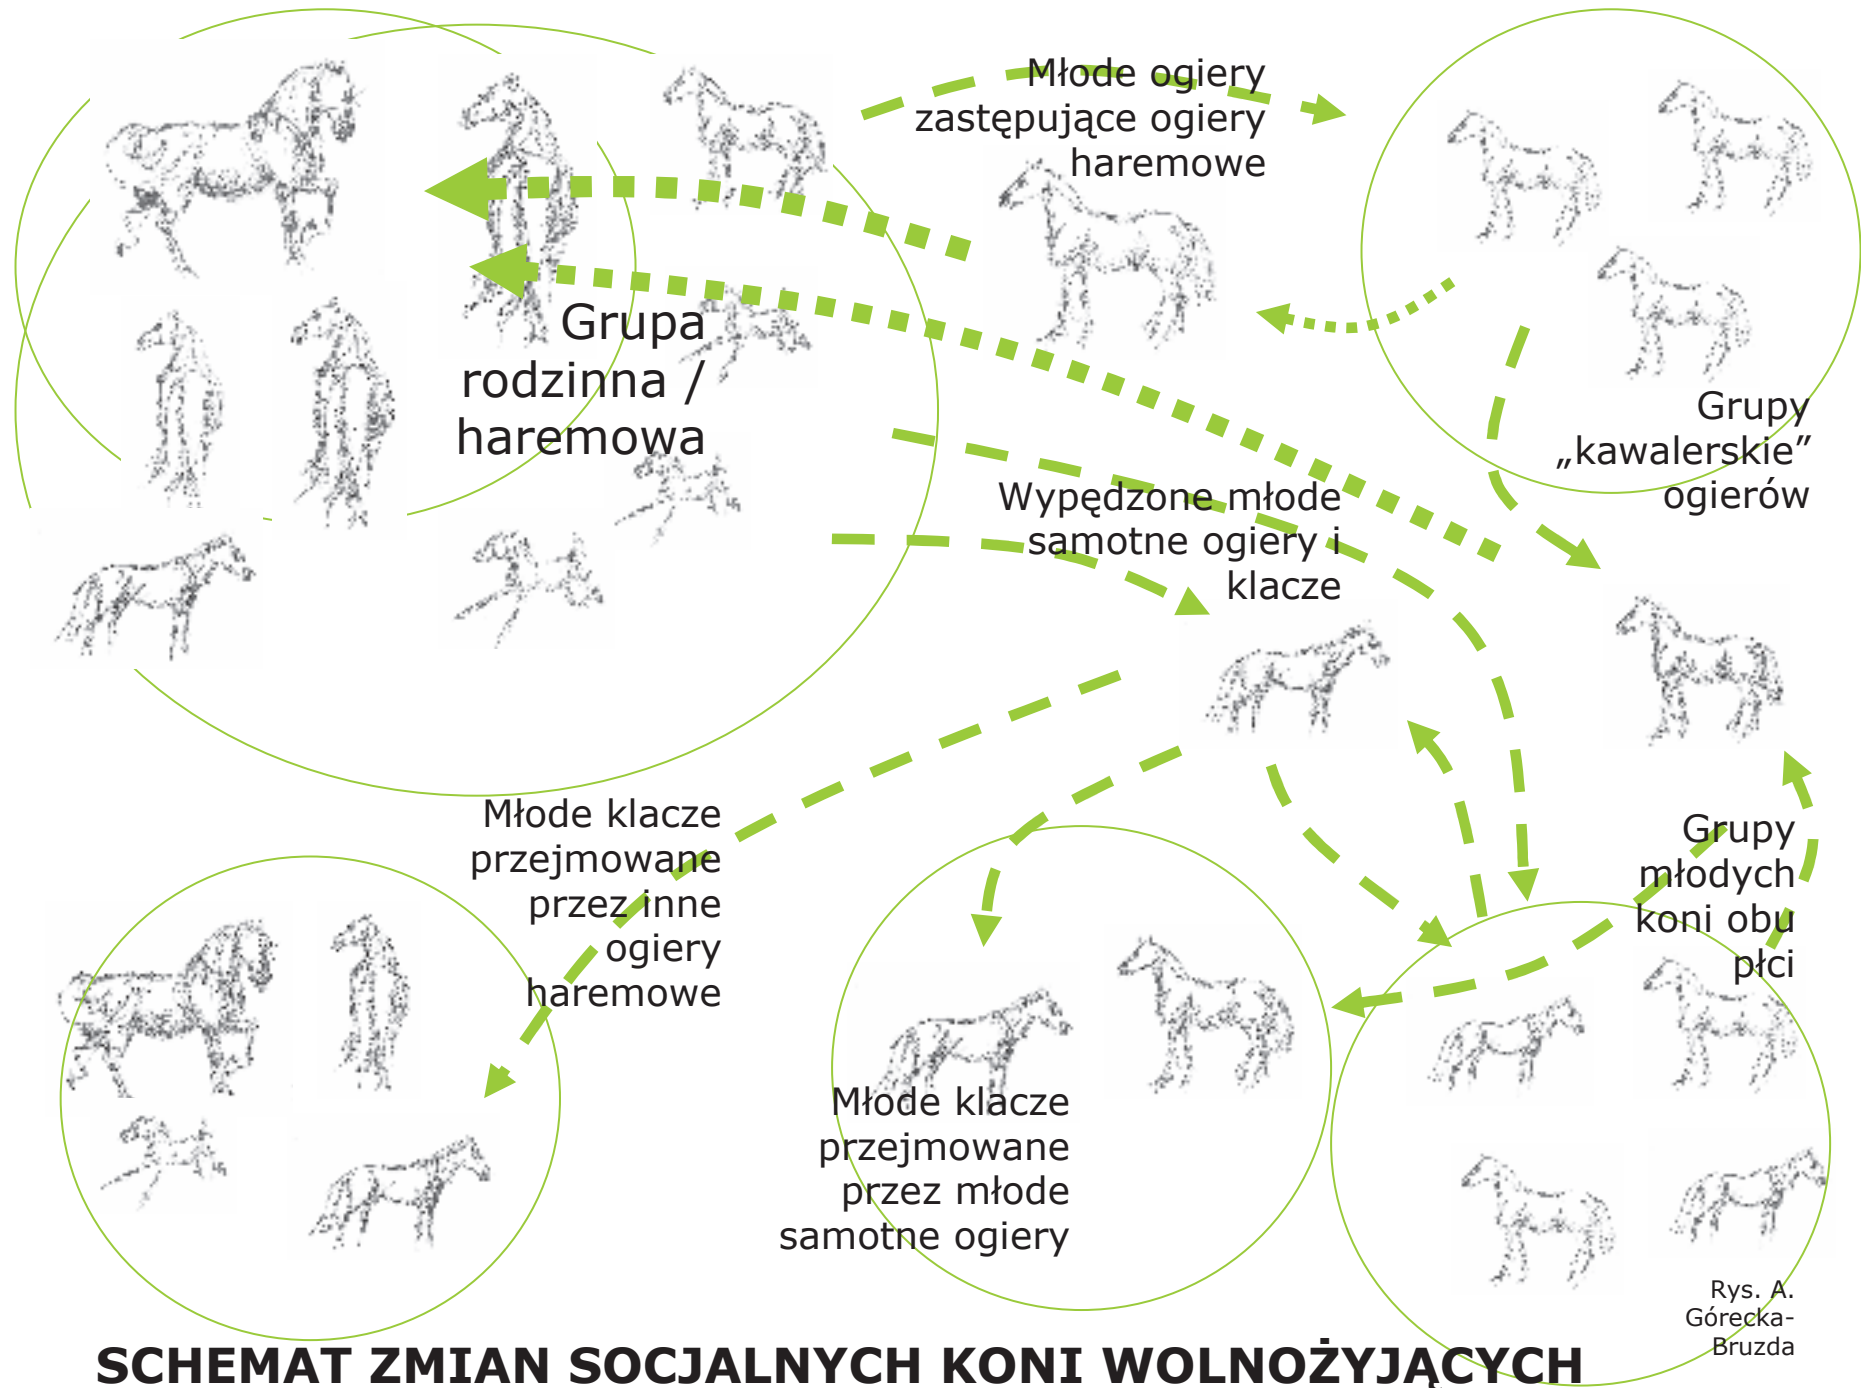 Młode ogiery
zastępujące ogiery
haremowe
Grupa
rodzinna /
haremowa
Grupy
„kawalerskie”
ogierów
Wypędzone młode
samotne ogiery i
klacze
Młode klacze
przejmowane
przez inne
ogiery
haremowe
Grupy
młodych
koni obu
płci
Młode klacze
przejmowane
przez młode
samotne ogiery
Rys. A.
Górecka-
Bruzda
SCHEMAT ZMIAN SOCJALNYCH KONI WOLNOŻYJĄCYCH